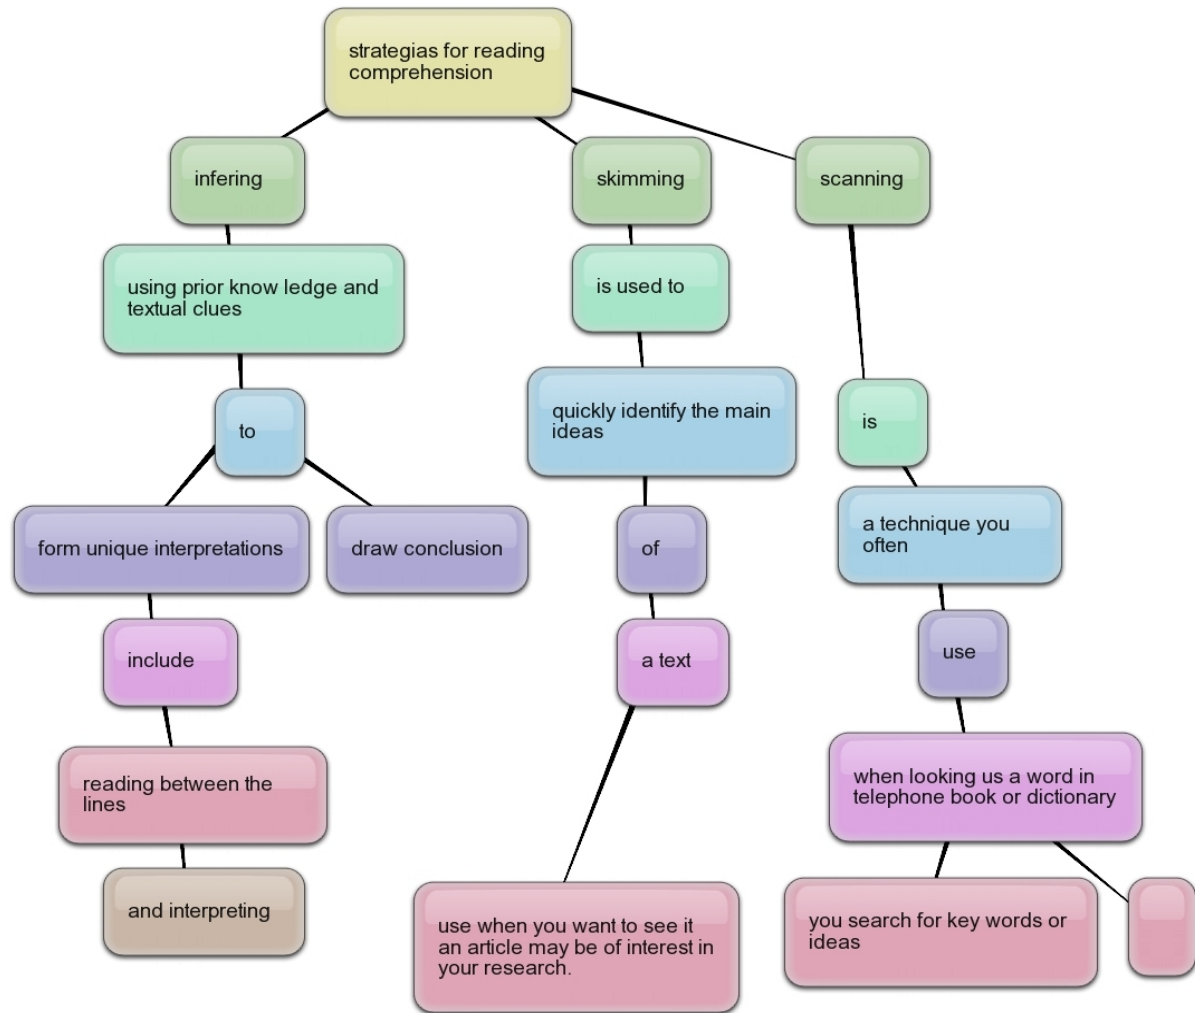 strategias for reading
comprehension
infering
skimming
scanning
using prior know ledge and
textual clues
is used to
to
quickly identify the main
ideas
is
form unique interpretations
draw conclusion
of
a technique you
often
include
a text
use
reading between the
lines
when looking us a word in
telephone book or dictionary
and interpreting
use when you want to see it
an article may be of interest in
your research.
you search for key words or
ideas